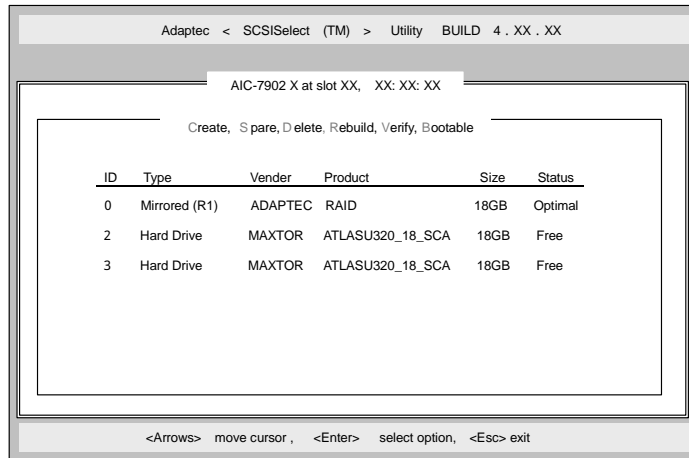 Adaptec < SCSISelect (TM) > Utility BUILD 4 . XX . XX
AIC-7902 X at slot XX, XX: XX: XX
Create, S pare, D elete, Rebuild, Verify, Bootable
ID Type Vender Product Size Status
0 Mirrored (R1) ADAPTEC RAID 18GB Optimal
2 Hard Drive MAXTOR ATLASU320_18_SCA 18GB Free
3 Hard Drive MAXTOR ATLASU320_18_SCA 18GB Free
<Arrows> move cursor , <Enter> select option, <Esc> exit